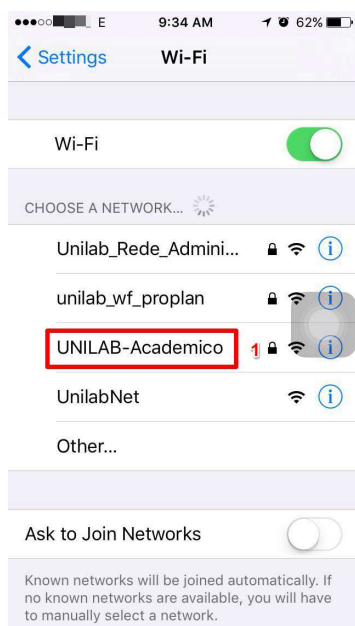 E 9:34 AM 62%
Settings Wi-Fi
Wi-Fi
CHOOSE A NETWORK...
Unilab_Rede_Admini...
unilab_wf_proplan
UNILAB-Academico 1
UnilabNet
Other...
Ask to Join Networks
Known networks will be joined automatically. If
no known networks are available, you will have
to manually select a network.